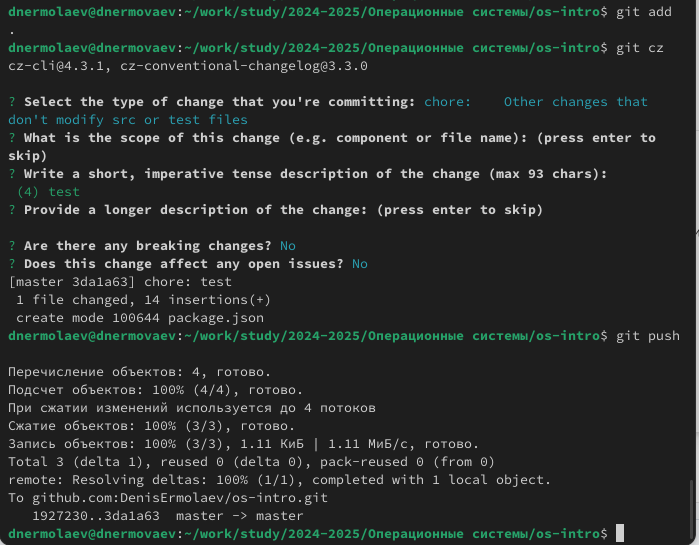 dnermolaev@dnermovaev:~/work/study/2024-2025/Операционные системы/os-intro$ git add
.
dnermolaev@dnermovaev:~/work/study/2024-2025/Операционные системы/os-intro$ git cz
cz-cli@4.3.1, cz-conventional-changelog@3.3.0
? Select the type of change that you're committing: chore:    Other changes that
don't modify src or test files
? What is the scope of this change (e.g. component or file name): (press enter to
skip)
? Write a short, imperative tense description of the change (max 93 chars):
(4) test
? Provide a longer description of the change: (press enter to skip)
? Are there any breaking changes? No
? Does this change affect any open issues? No
[master 3da1a63] chore: test
1 file changed, 14 insertions(+)
create mode 100644 package.json
dnermolaev@dnermovaev:~/work/study/2024-2025/Операционные системы/os-intro$ git push
Перечисление объектов: 4, готово.
Подсчет объектов: 100% (4/4), готово.
При сжатии изменений используется до 4 потоков
Сжатие объектов: 100% (3/3), готово.
Запись объектов: 100% (3/3), 1.11 КиБ | 1.11 МиБ/с, готово.
Total 3 (delta 1), reused 0 (delta 0), pack-reused 0 (from 0)
remote: Resolving deltas: 100% (1/1), completed with 1 local object.
To github.com:DenisErmolaev/os-intro.git
1927230..3da1a63  master -> master
dnermolaev@dnermovaev:~/work/study/2024-2025/Операционные системы/os-intro$